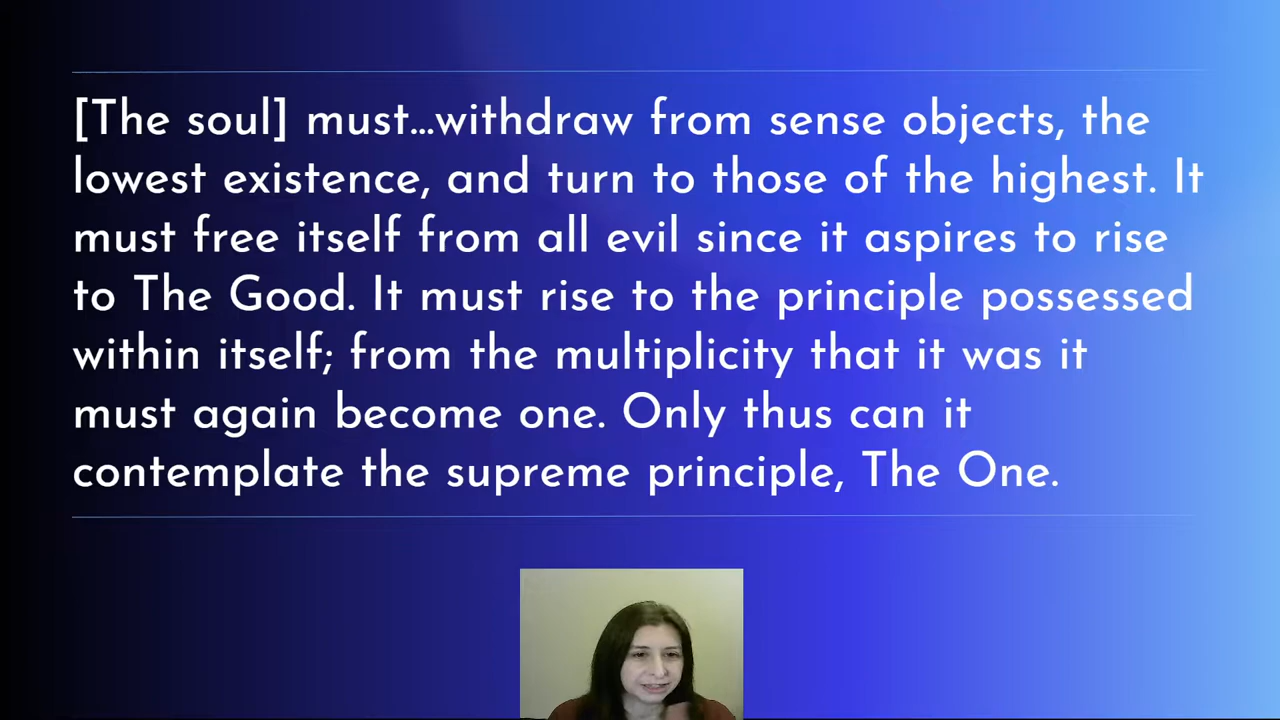 [The soul] must...withdraw from sense objects, the
lowest existence, and turn to those of the highest. It
must free itself from all evil since it aspires to rise
to The Good. It must rise to the principle possessed
within itself; from the multiplicity that it was it
must again become one. Only thus can it
contemplate the supreme principle, The One.